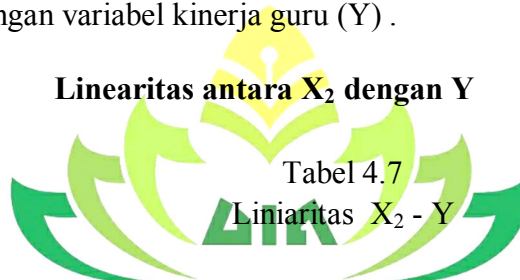 ngan variabel kinerja guru (Y) .
Linearitas antara X₂ dengan Y
Tabel 4.7
Liniaritas X₂ - Y